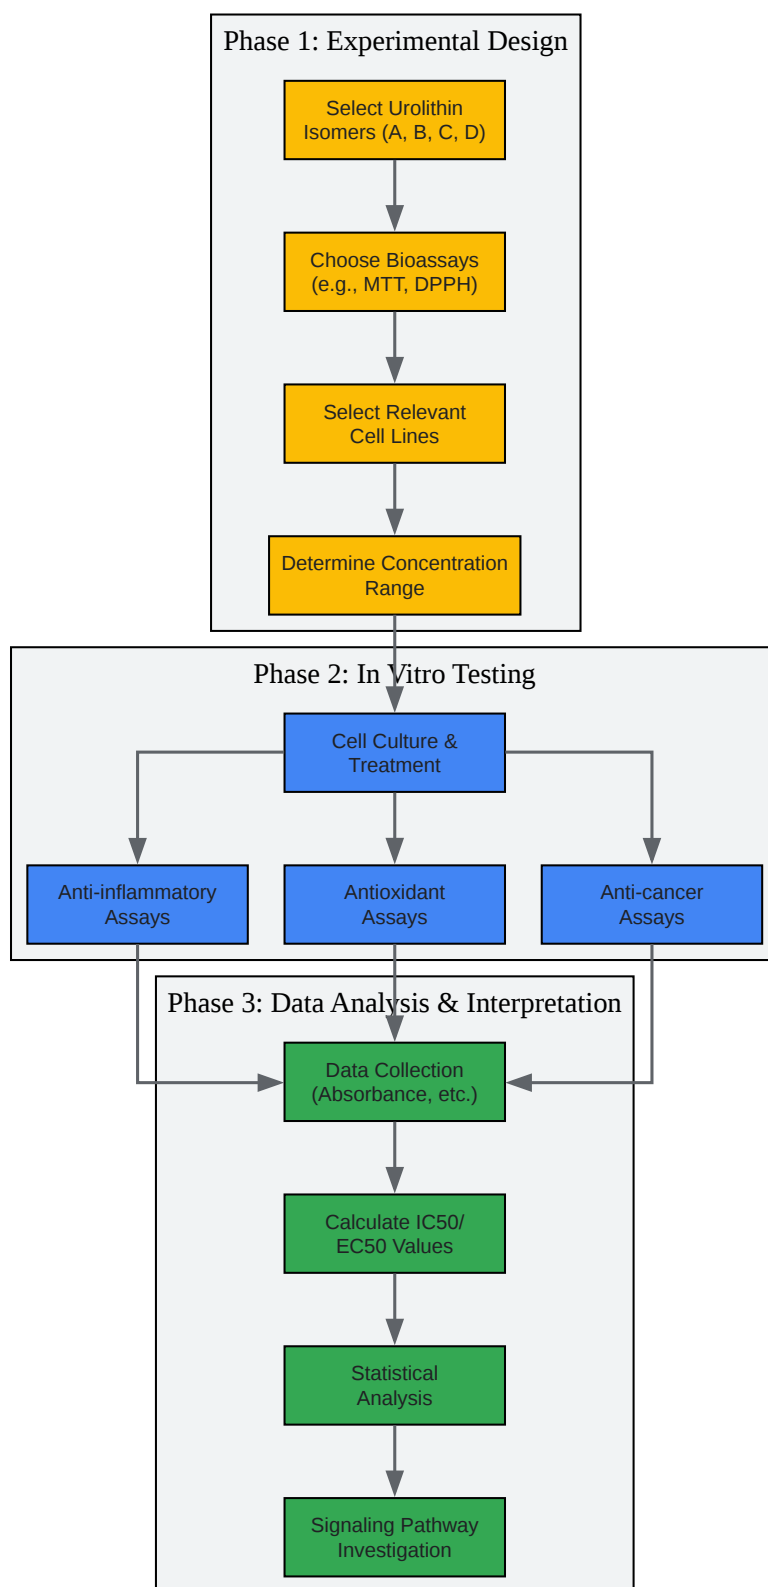 Phase 1: Experimental Design
Select Urolithin
Isomers (A, B, C, D)
Choose Bioassays
(e.g., MTT, DPPH)
Select Relevant
Cell Lines
Determine Concentration
Range
Phase 2: In Vitro Testing
Cell Culture &
Treatment
Anti-inflammatory
Assays
Antioxidant
Assays
Anti-cancer
Assays
Phase 3: Data Analysis & Interpretation
Data Collection
(Absorbance, etc.)
Calculate IC50/
EC50 Values
Statistical
Analysis
Signaling Pathway
Investigation